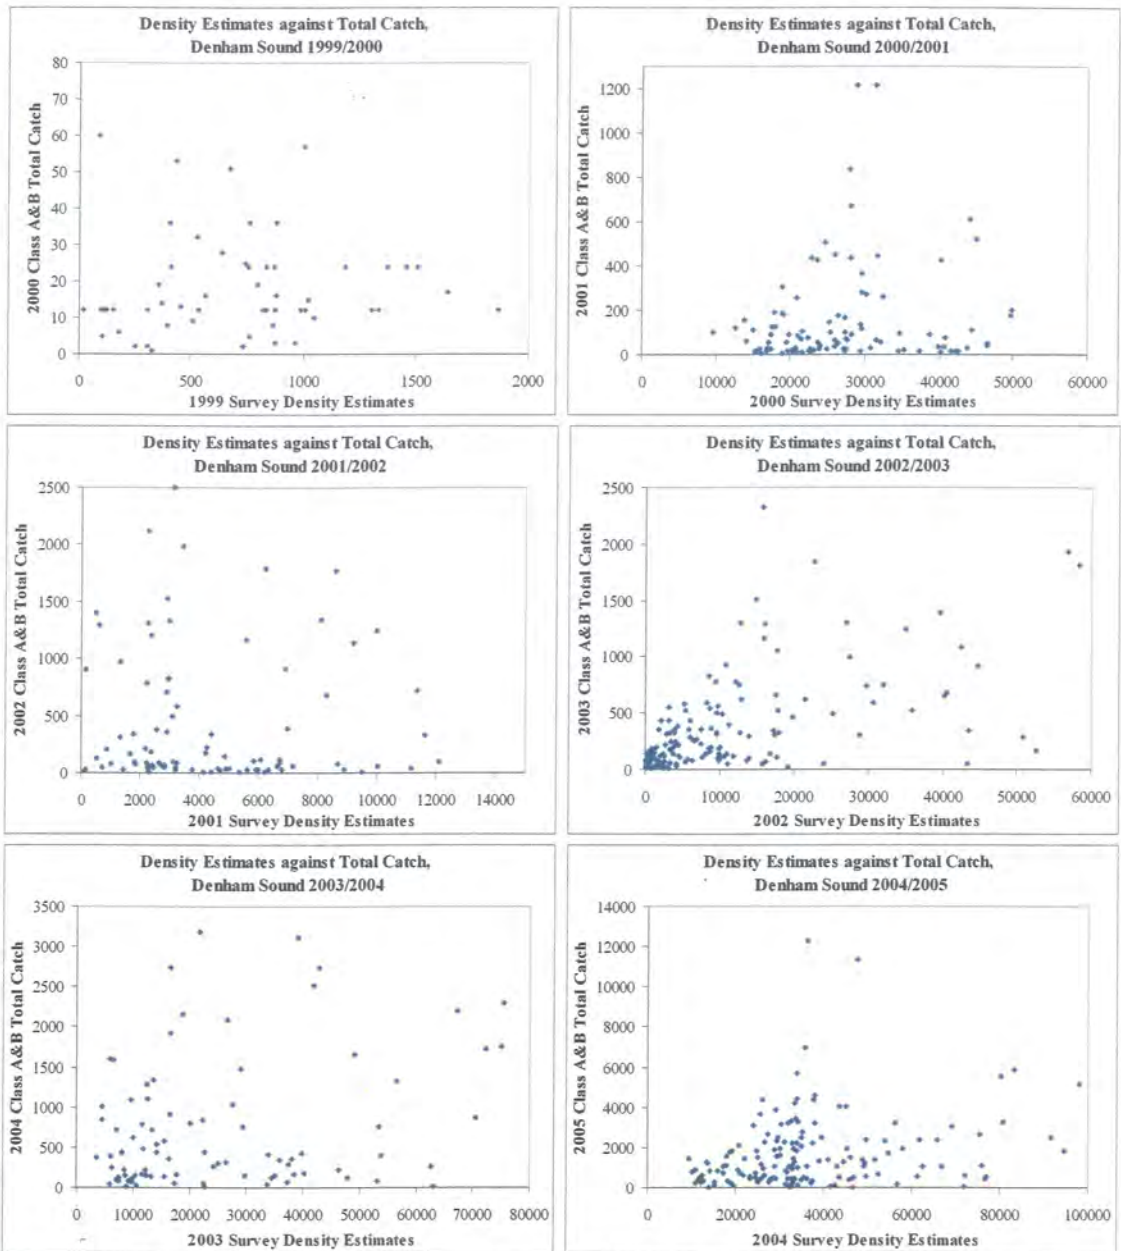 Density Estimates against Total Catch,
Denham Sound 1999/2000
2000 Class A&B Total Catch
80
70
60
50
40
30
20
10
0
0 500 1000 1500 2000
1999 Survey Density Estimates
Density Estimates against Total Catch,
Denham Sound 2000/2001
2001 Class A&B Total Catch
1200
1000
800
600
400
200
0
0 10000 20000 30000 40000 50000 60000
2000 Survey Density Estimates
Density Estimates against Total Catch,
Denham Sound 2001/2002
2002 Class A&B Total Catch
2500
2000
1500
1000
500
0
0 2000 4000 6000 8000 10000 12000 14000
2001 Survey Density Estimates
Density Estimates against Total Catch,
Denham Sound 2002/2003
2003 Class A&B Total Catch
2500
2000
1500
1000
500
0
0 10000 20000 30000 40000 50000 60000
2002 Survey Density Estimates
Density Estimates against Total Catch,
Denham Sound 2003/2004
2004 Class A&B Total Catch
3500
3000
2500
2000
1500
1000
500
0
0 10000 20000 30000 40000 50000 60000 70000 80000
2003 Survey Density Estimates
Density Estimates against Total Catch,
Denham Sound 2004/2005
2005 Class A&B Total Catch
14000
12000
10000
8000
6000
4000
2000
0
0 20000 40000 60000 80000 100000
2004 Survey Density Estimates